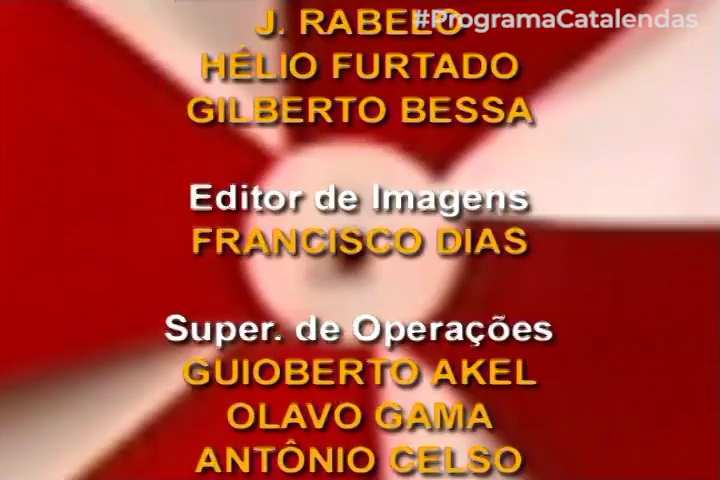 #ProgramaCatalendas
J. RABELO
HÉLIO FURTADO
GILBERTO BESSA
Editor de Imagens
FRANCISCO DIAS
Super. de Operações
GUIOBERTO AKEL
OLAVO GAMA
ANTÔNIO CELSO